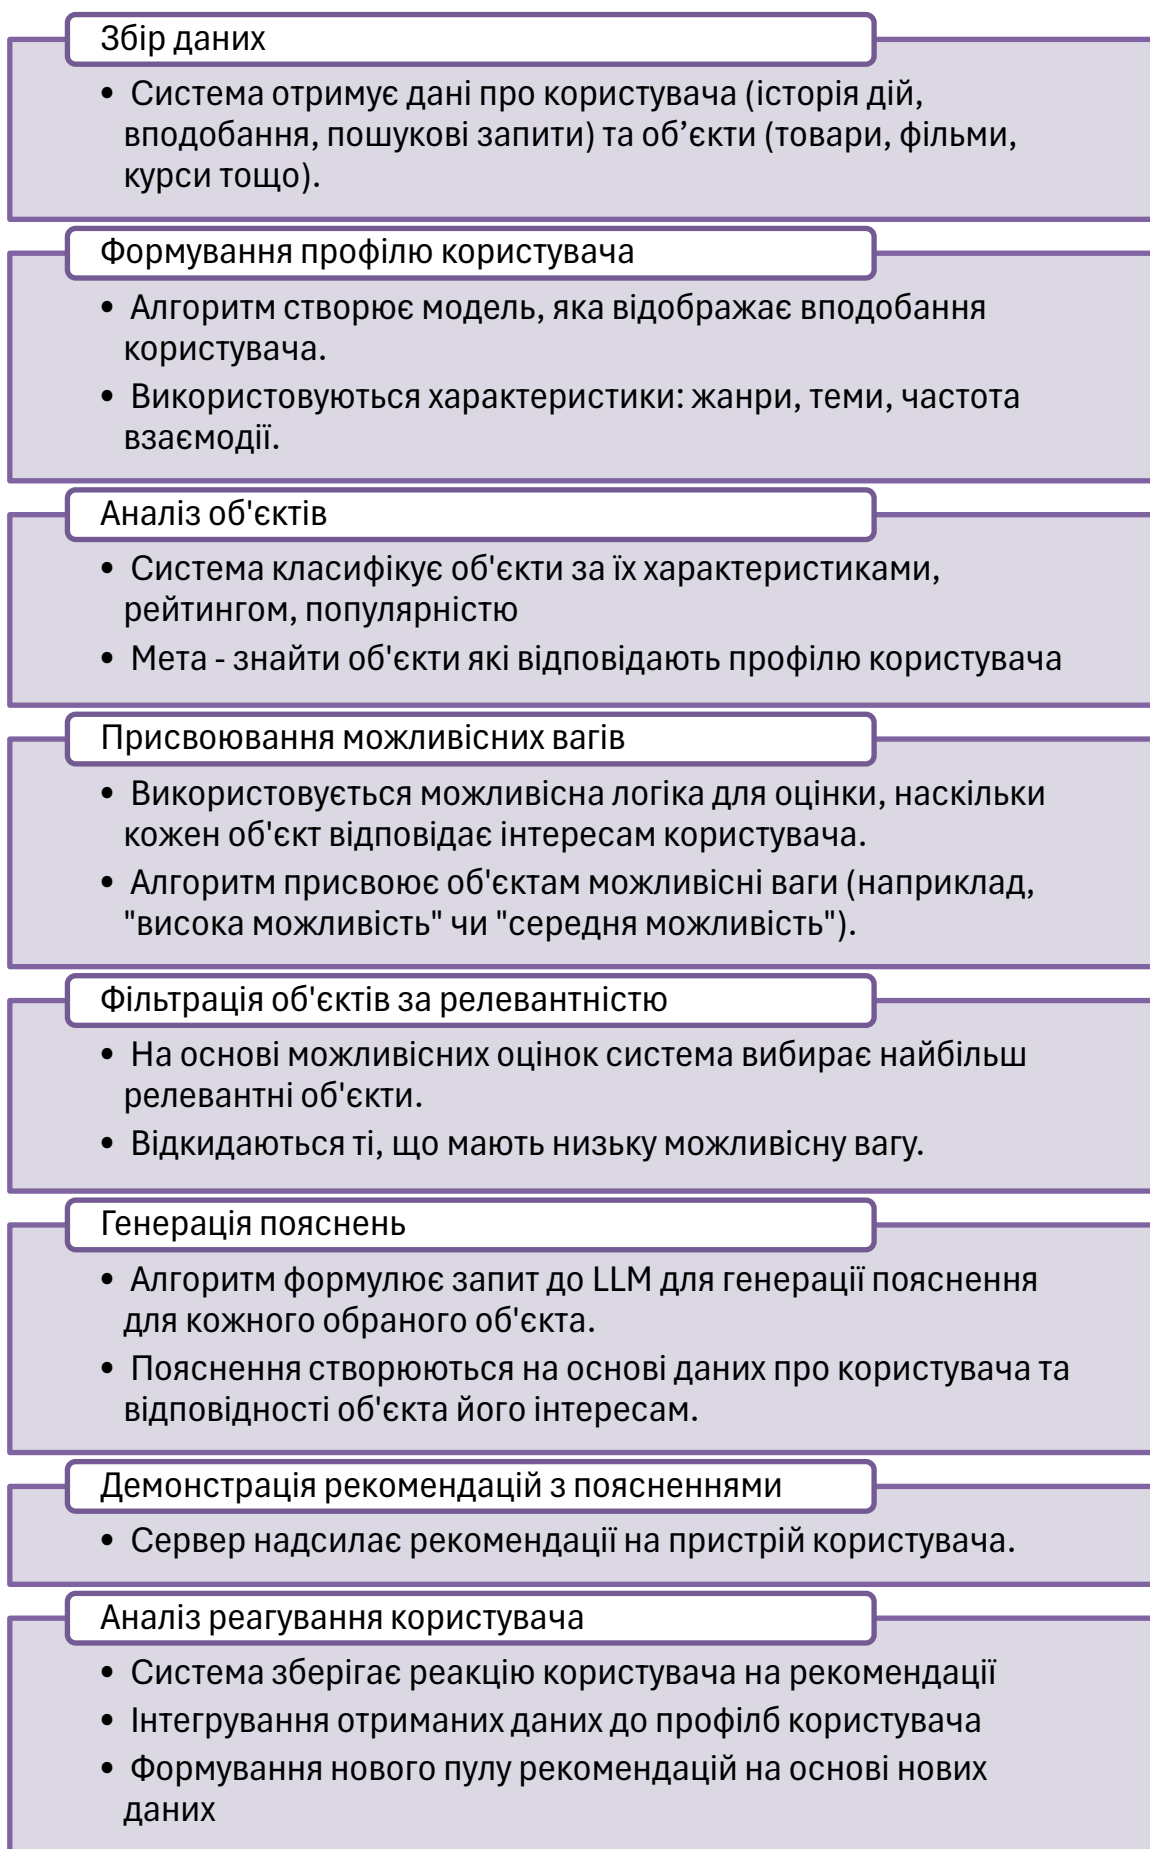 Збір даних
• Система отримує дані про користувача (історія дій,
вподобання, пошукові запити) та об’єкти (товари, фільми,
курси тощо).
Формування профілю користувача
• Алгоритм створює модель, яка відображає вподобання
користувача.
• Використовуються характеристики: жанри, теми, частота
взаємодії.
Аналіз об'єктів
• Система класифікує об'єкти за їх характеристиками,
рейтингом, популярністю
• Мета - знайти об'єкти які відповідають профілю користувача
Присвоювання можливісних вагів
• Використовується можливісна логіка для оцінки, наскільки
кожен об'єкт відповідає інтересам користувача.
• Алгоритм присвоює об'єктам можливісні ваги (наприклад,
"висока можливість" чи "середня можливість").
Фільтрація об'єктів за релевантністю
• На основі можливісних оцінок система вибирає найбільш
релевантні об'єкти.
• Відкидаються ті, що мають низьку можливісну вагу.
Генерація пояснень
• Алгоритм формулює запит до LLM для генерації пояснення
для кожного обраного об'єкта.
• Пояснення створюються на основі даних про користувача та
відповідності об'єкта його інтересам.
Демонстрація рекомендацій з поясненнями
• Сервер надсилає рекомендації на пристрій користувача.
Аналіз реагування користувача
• Система зберігає реакцію користувача на рекомендації
• Інтегрування отриманих даних до профілб користувача
• Формування нового пулу рекомендацій на основі нових
даних